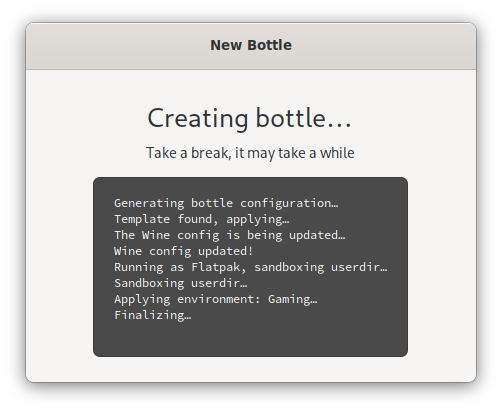 New Bottle
Creating bottle…
Take a break, it may take a while
Generating bottle configuration…
Template found, applying…
The Wine config is being updated…
Wine config updated!
Running as Flatpak, sandboxing userdir…
Sandboxing userdir…
Applying environment: Gaming…
Finalizing…